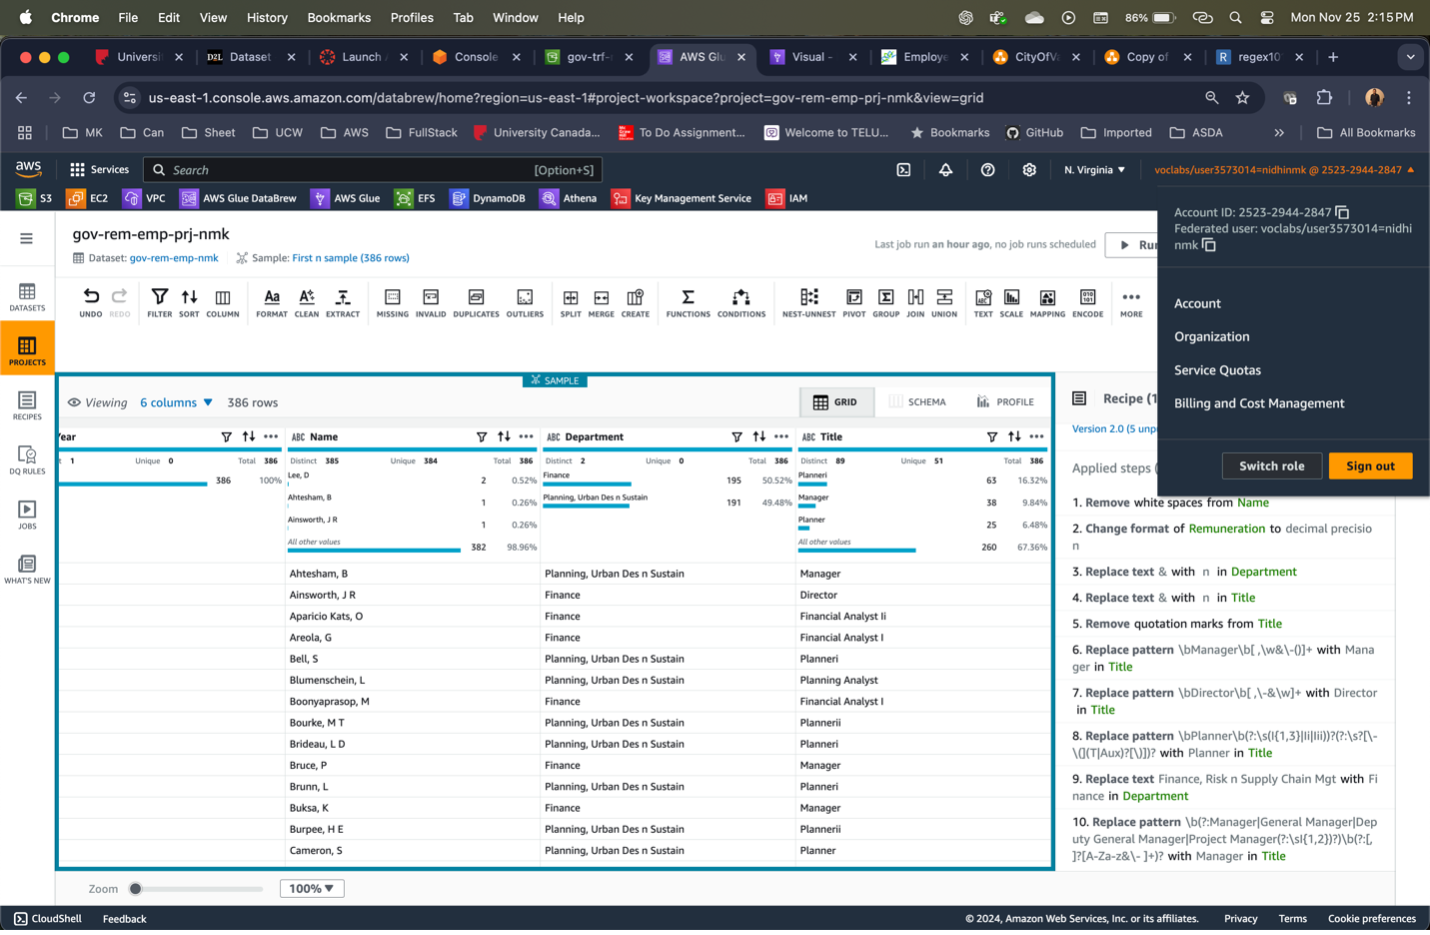 Chrome File Edit View History Bookmarks Profiles Tab Window Help 86% Mon Nov 25 2:15 PM
Universi Dataset Launch Console gov-trf- AWS Glu Visual - Employe CityOfVa Copy of regex10
us-east-1.console.aws.amazon.com/databrew/home?region=us-east-1#project-workspace?project=gov-rem-emp-prj-nmk&view=grid
MK Can Sheet UCW AWS FullStack University Canada... To Do Assignment... Welcome to TELU... Bookmarks GitHub Imported ASDA » All Bookmarks
aws Services Search [Option+S] N. Virginia voclabs/user3573014=nidhinmk @ 2523-2944-2847
S3 EC2 VPC AWS Glue DataBrew AWS Glue EFS DynamoDB Athena Key Management Service IAM
Account ID: 2523-2944-2847
Federated user: voclabs/user3573014=nidhi
nmk
Account
Organization
Service Quotas
Billing and Cost Management
Switch role Sign out
gov-rem-emp-prj-nmk
Dataset: gov-rem-emp-nmk Sample: First n sample (386 rows)
Last job run an hour ago, no job runs scheduled Run
DATASETS
PROJECTS
RECIPES
DQ RULES
JOBS
WHAT'S NEW
UNDO REDO FILTER SORT COLUMN FORMAT CLEAN EXTRACT MISSING INVALID DUPLICATES OUTLIERS SPLIT MERGE CREATE FUNCTIONS CONDITIONS NEST-UNNEST PIVOT GROUP JOIN UNION TEXT SCALE MAPPING ENCODE MORE
SAMPLE
Viewing 6 columns 386 rows GRID SCHEMA PROFILE
Year ABC Name ABC Department ABC Title
t 1 Unique 0 Total 386 Distinct 385 Unique 384 Total 386 Distinct 2 Unique 0 Total 386 Distinct 89 Unique 51 Total 386
386 100% Lee, D 2 0.52% Finance 195 50.52% Planneri 63 16.32%
Ahtesham, B 1 0.26% Planning, Urban Des n Sustain 191 49.48% Manager 38 9.84%
Ainsworth, J R 1 0.26% Planner 25 6.48%
All other values 382 98.96% All other values 260 67.36%
Ahtesham, B Planning, Urban Des n Sustain Manager
Ainsworth, J R Finance Director
Aparicio Kats, O Finance Financial Analyst Ii
Areola, G Finance Financial Analyst I
Bell, S Planning, Urban Des n Sustain Planneri
Blumenschein, L Planning, Urban Des n Sustain Planning Analyst
Boonyaprasop, M Finance Financial Analyst I
Bourke, M T Planning, Urban Des n Sustain Plannerii
Brideau, L D Planning, Urban Des n Sustain Planneri
Bruce, P Finance Manager
Brunn, L Planning, Urban Des n Sustain Planneri
Buksa, K Finance Manager
Burpee, H E Planning, Urban Des n Sustain Plannerii
Cameron, S Planning, Urban Des n Sustain Planner
Recipe (1
Version 2.0 (5 unp
Applied steps (
1. Remove white spaces from Name
2. Change format of Remuneration to decimal precisio
n
3. Replace text & with n in Department
4. Replace text & with n in Title
5. Remove quotation marks from Title
6. Replace pattern \bManager\b[ ,\w&\-()]+ with Mana
ger in Title
7. Replace pattern \bDirector\b[ ,\-&\w]+ with Director
in Title
8. Replace pattern \bPlanner\b(?:\s(I{1,3}|Ii|Iii))?(?:\s?[\-
\(](T|Aux)?[\)])? with Planner in Title
9. Replace text Finance, Risk n Supply Chain Mgt with Fi
nance in Department
10. Replace pattern \b(?:Manager|General Manager|Dep
uty General Manager|Project Manager(?:\sI{1,2})?)\b(?:[,
]?[A-Za-z&\- ]+)? with Manager in Title
Zoom 100%
CloudShell Feedback © 2024, Amazon Web Services, Inc. or its affiliates. Privacy Terms Cookie preferences